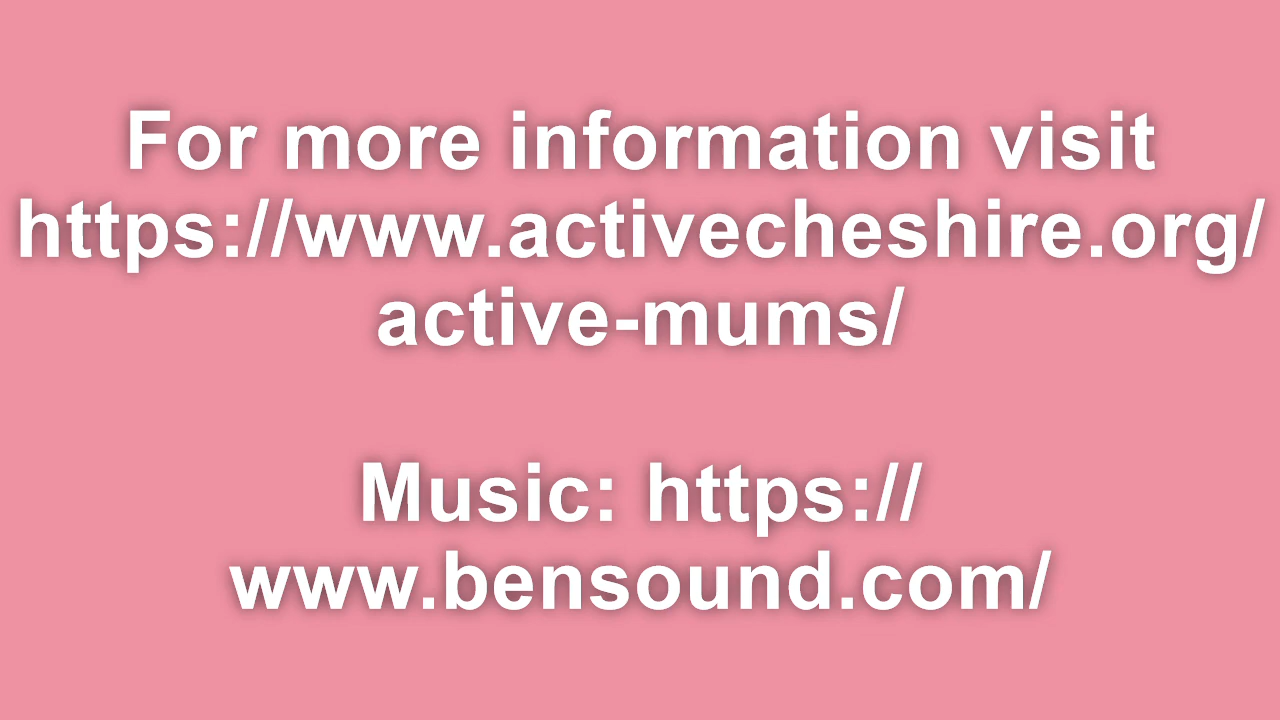 For more information visit
https://www.activecheshire.org/
active-mums/
Music: https://
www.bensound.com/